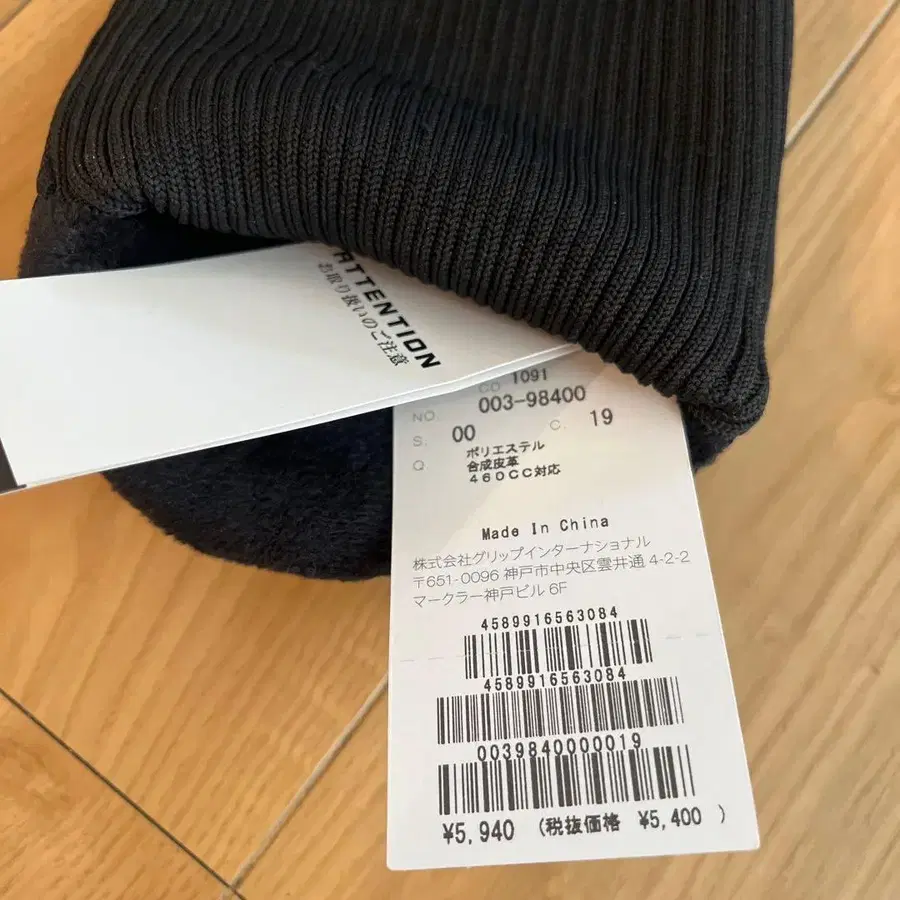 ATTENTION
お取り扱いのご注意
CO 1091
NO. 003-98400
S. 00 C. 19
Q ポリエステル
合成皮革
460CC対応
Made In China
株式会社グリップインターナショナル
〒651-0096 神戸市中央区雲井通 4-2-2
マークラー神戸ビル 6F
4589916563084
4589916563084
0039840000019
¥5,940 (税抜価格 ¥5,400 )